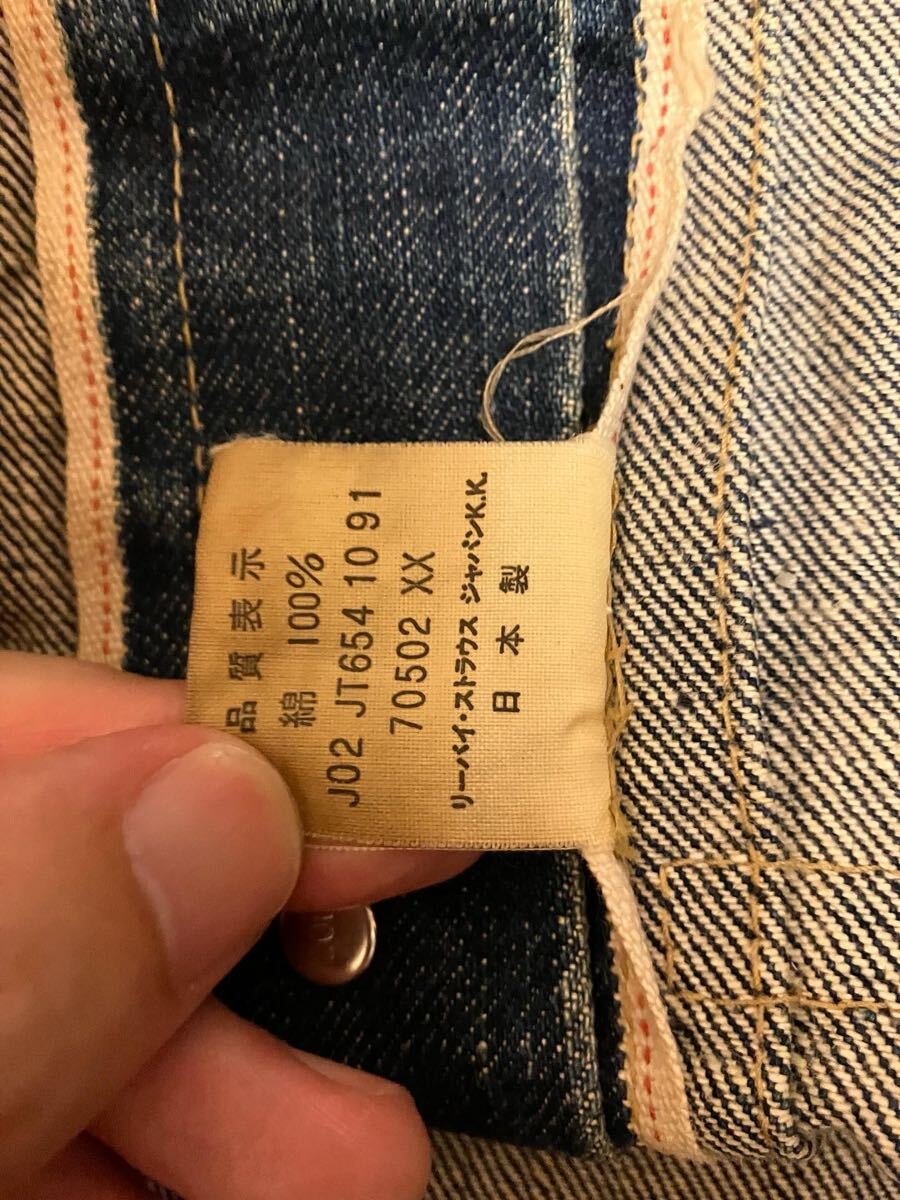 品質表示
綿 100%
J02 JT654 10 91
70502 XX
リーバイ・ストラウス ジャパンK.K.
日本製